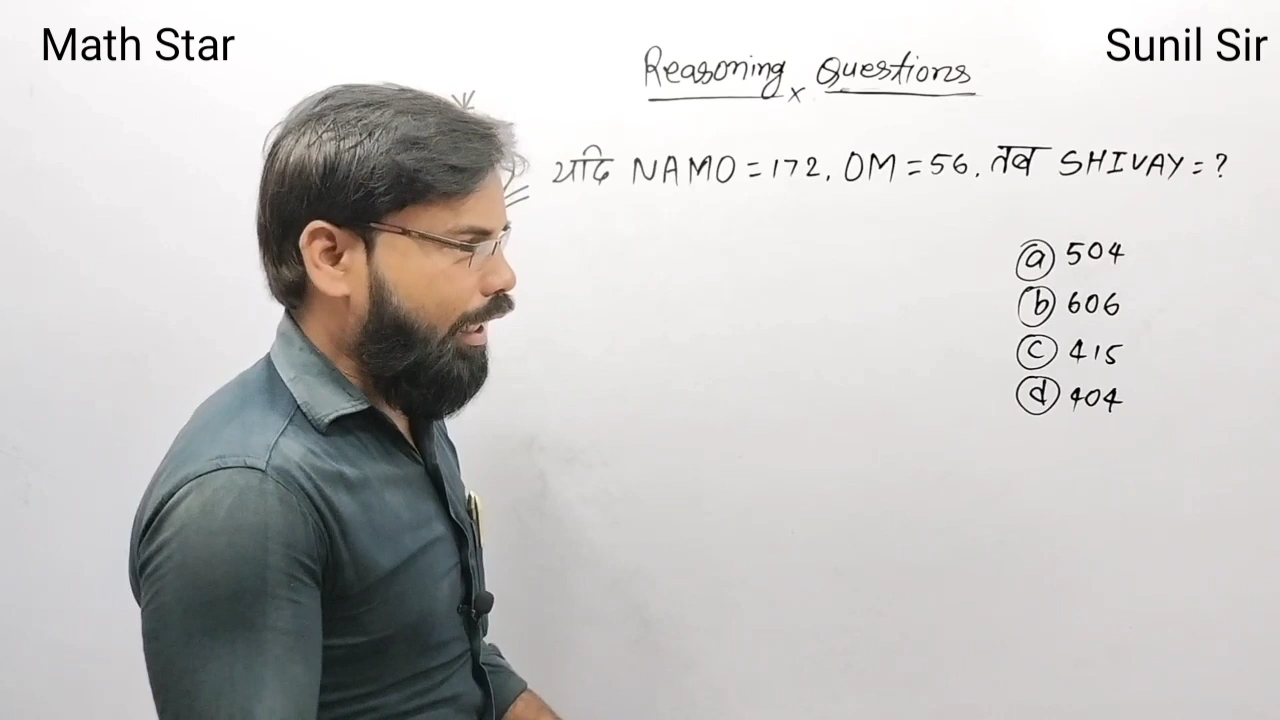 Math Star
Sunil Sir
Reasoning Questions
यदि NAMO = 172, OM = 56, तब SHIVAY = ?
(a) 504
(b) 606
(c) 415
(d) 404